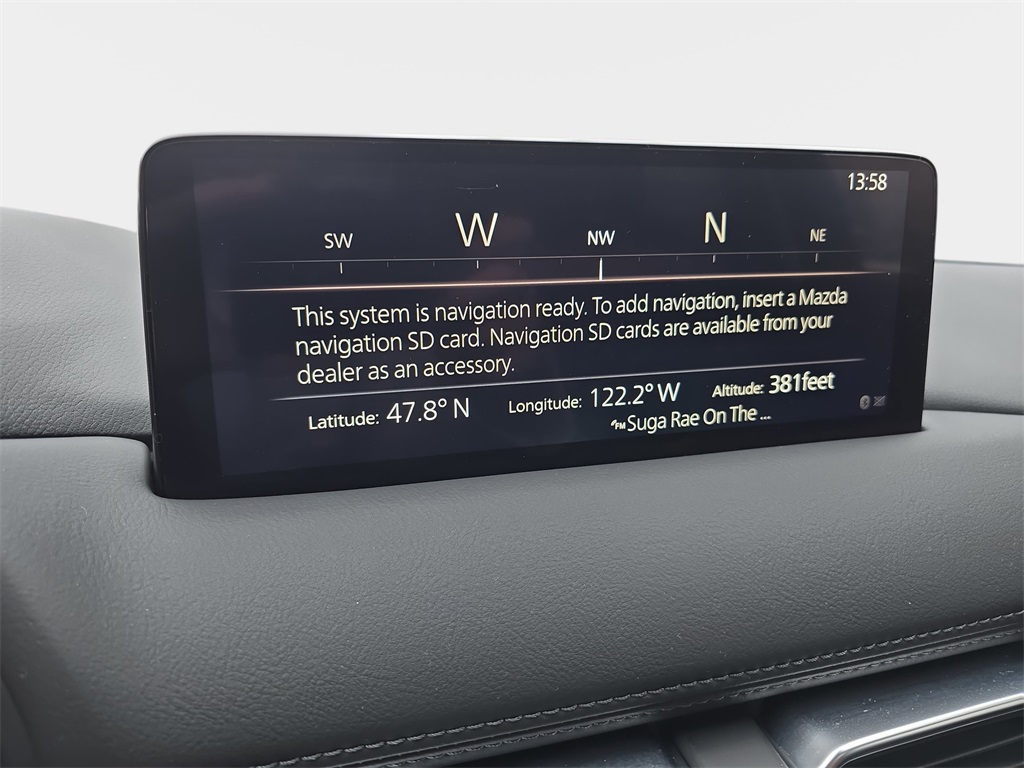 13:58
SW W NW N NE
This system is navigation ready. To add navigation, insert a Mazda
navigation SD card. Navigation SD cards are available from your
dealer as an accessory.
Latitude: 47.8° N Longitude: 122.2° W Altitude: 381feet
FM Suga Rae On The ...